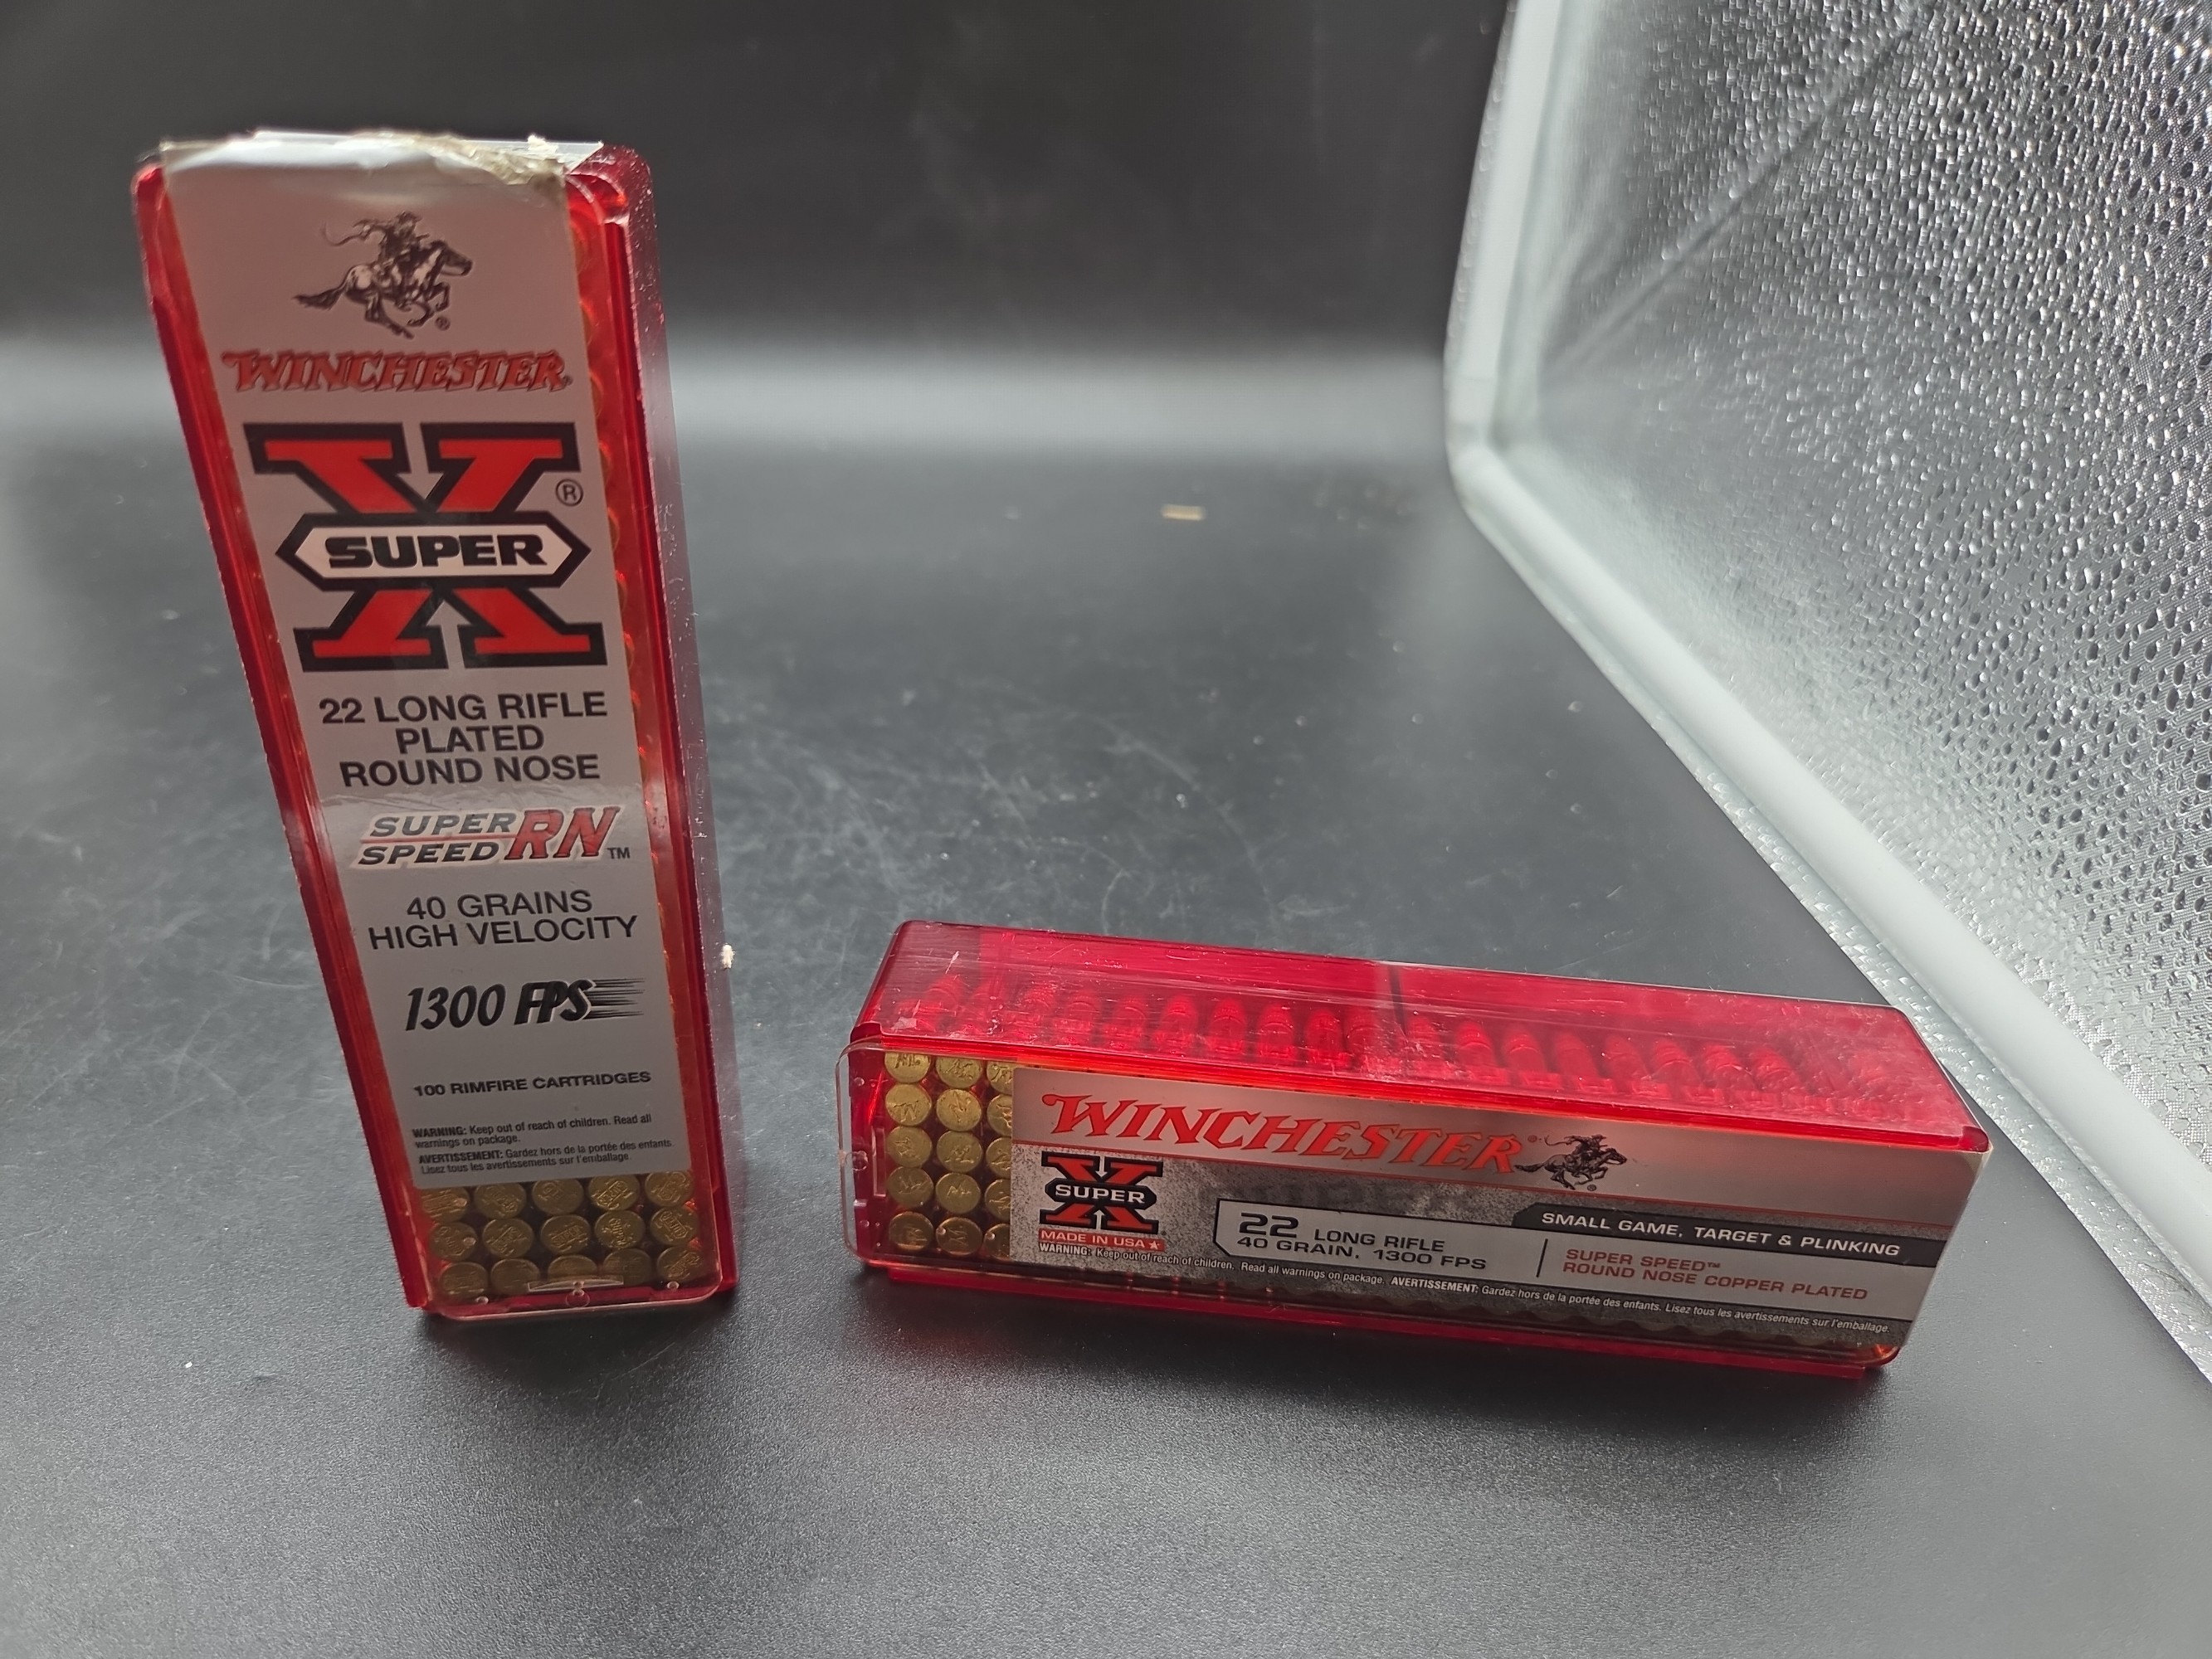 WINCHESTER
X
SUPER
®
22 LONG RIFLE
PLATED
ROUND NOSE
SUPER
SPEED RN™
40 GRAINS
HIGH VELOCITY
1300 FPS
100 RIMFIRE CARTRIDGES
WARNING: Keep out of reach of children. Read all
warnings on package.
AVERTISSEMENT: Gardez hors de la portée des enfants.
Lisez tous les avertissements sur l'emballage.
WINCHESTER
X
SUPER
MADE IN USA
22 LONG RIFLE
40 GRAIN, 1300 FPS
SMALL GAME, TARGET & PLINKING
SUPER SPEED™
ROUND NOSE COPPER PLATED
WARNING: Keep out of reach of children. Read all warnings on package. AVERTISSEMENT: Gardez hors de la portée des enfants. Lisez tous les avertissements sur l'emballage.